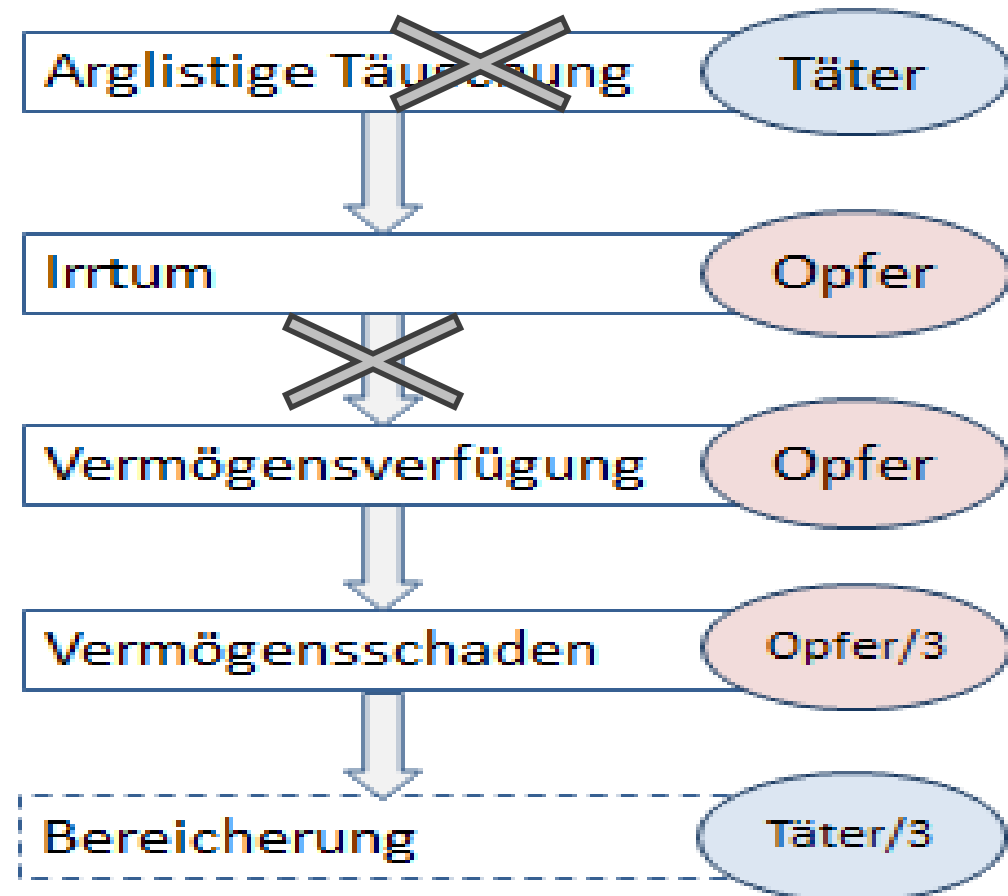 Arglistige Täuschung Täter
Irrtum Opfer
Vermögensverfügung Opfer
Vermögensschaden Opfer/3
Bereicherung Täter/3